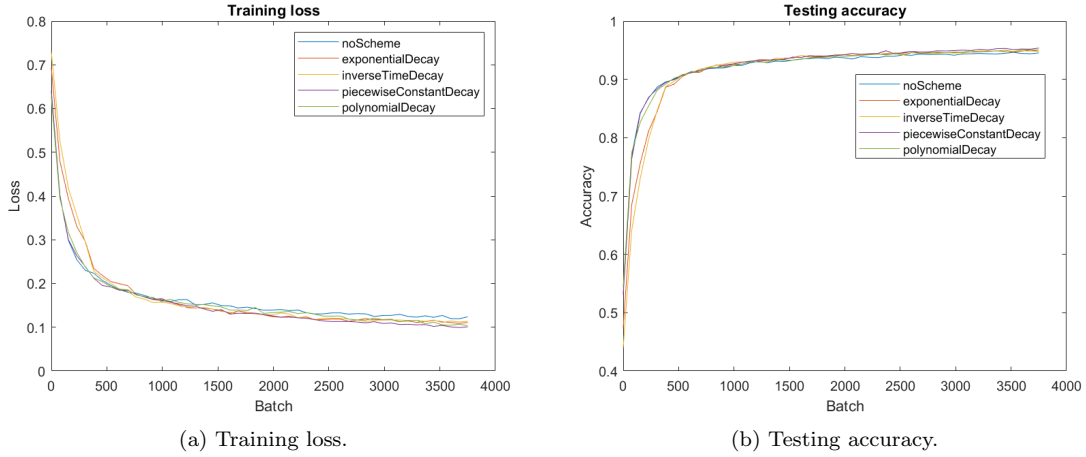 Training loss
0.8
0.7
0.6
0.5
0.4
0.3
0.2
0.1
0
Loss
noScheme
exponentialDecay
inverseTimeDecay
piecewiseConstantDecay
polynomialDecay
0 500 1000 1500 2000 2500 3000 3500 4000
Batch
(a) Training loss.
Testing accuracy
1
0.9
0.8
0.7
0.6
0.5
0.4
Accuracy
noScheme
exponentialDecay
inverseTimeDecay
piecewiseConstantDecay
polynomialDecay
0 500 1000 1500 2000 2500 3000 3500 4000
Batch
(b) Testing accuracy.